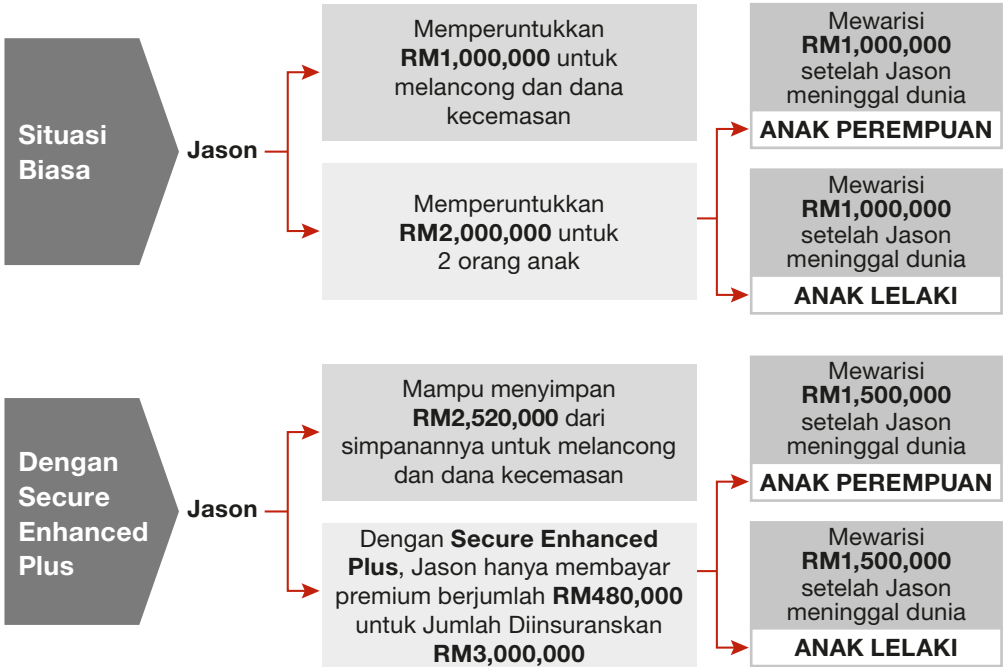 Situasi
Biasa
Jason
Memperuntukkan
RM1,000,000 untuk
melancong dan dana
kecemasan
Memperuntukkan
RM2,000,000 untuk
2 orang anak
Mewarisi
RM1,000,000
setelah Jason
meninggal dunia
ANAK PEREMPUAN
Mewarisi
RM1,000,000
setelah Jason
meninggal dunia
ANAK LELAKI
Dengan
Secure
Enhanced
Plus
Jason
Mampu menyimpan
RM2,520,000 dari
simpanannya untuk melancong
dan dana kecemasan
Dengan Secure Enhanced
Plus, Jason hanya membayar
premium berjumlah RM480,000
untuk Jumlah Diinsuranskan
RM3,000,000
Mewarisi
RM1,500,000
setelah Jason
meninggal dunia
ANAK PEREMPUAN
Mewarisi
RM1,500,000
setelah Jason
meninggal dunia
ANAK LELAKI